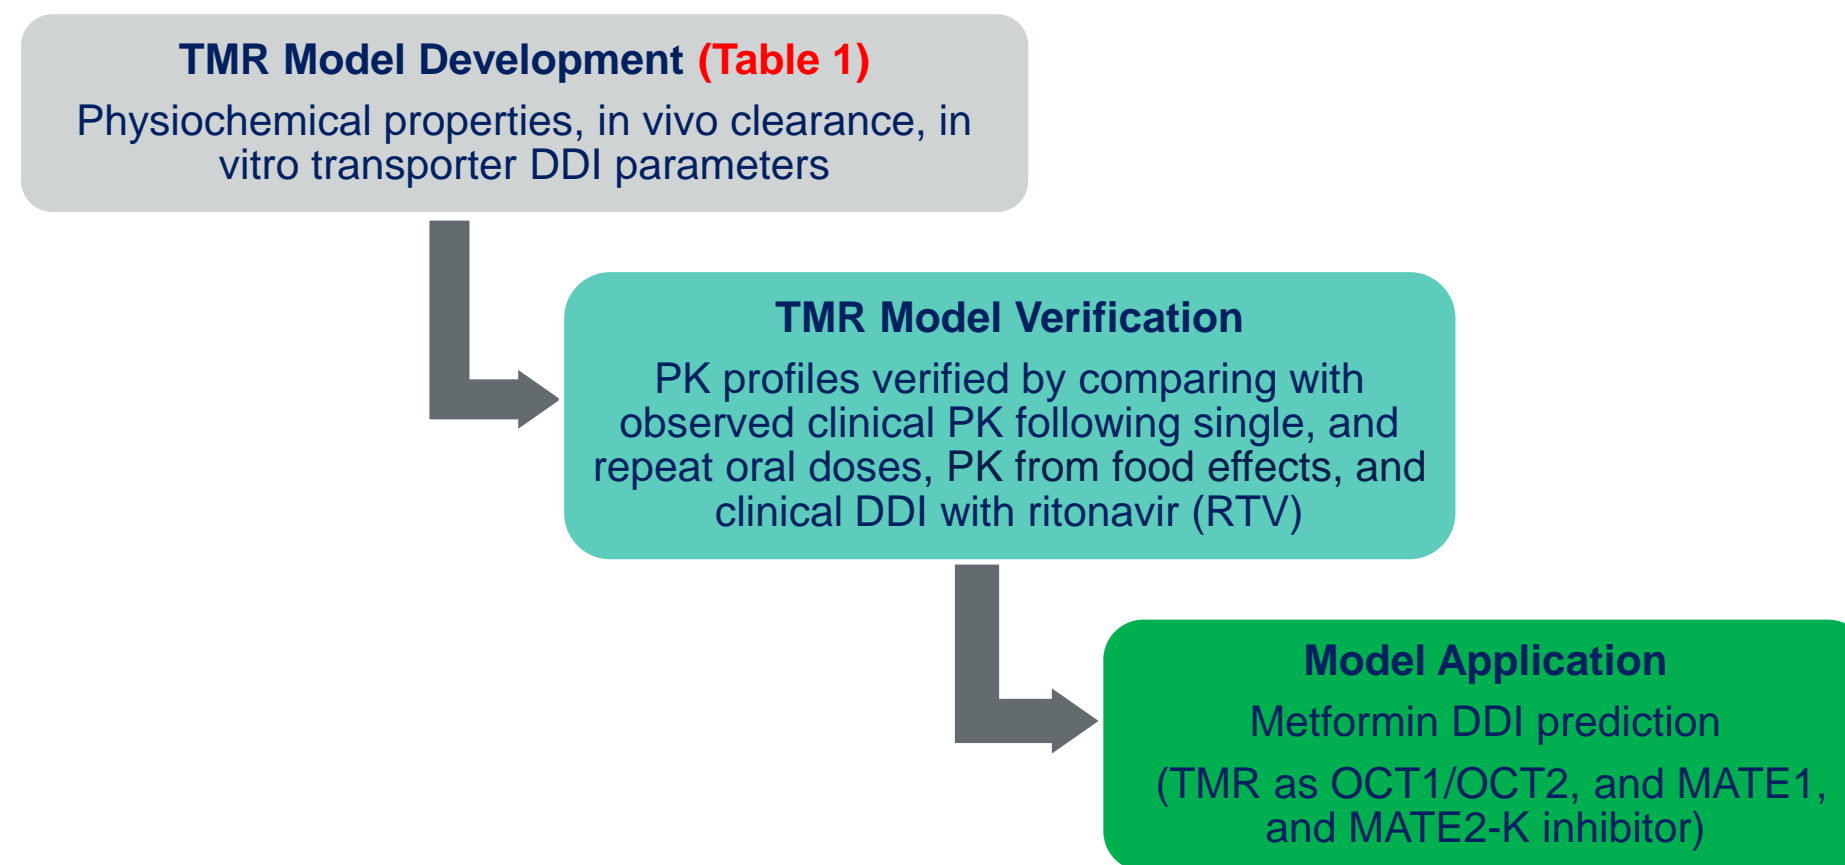 TMR Model Development (Table 1)
Physiochemical properties, in vivo clearance, in
vitro transporter DDI parameters
TMR Model Verification
PK profiles verified by comparing with
observed clinical PK following single, and
repeat oral doses, PK from food effects, and
clinical DDI with ritonavir (RTV)
Model Application
Metformin DDI prediction
(TMR as OCT1/OCT2, and MATE1,
and MATE2-K inhibitor)